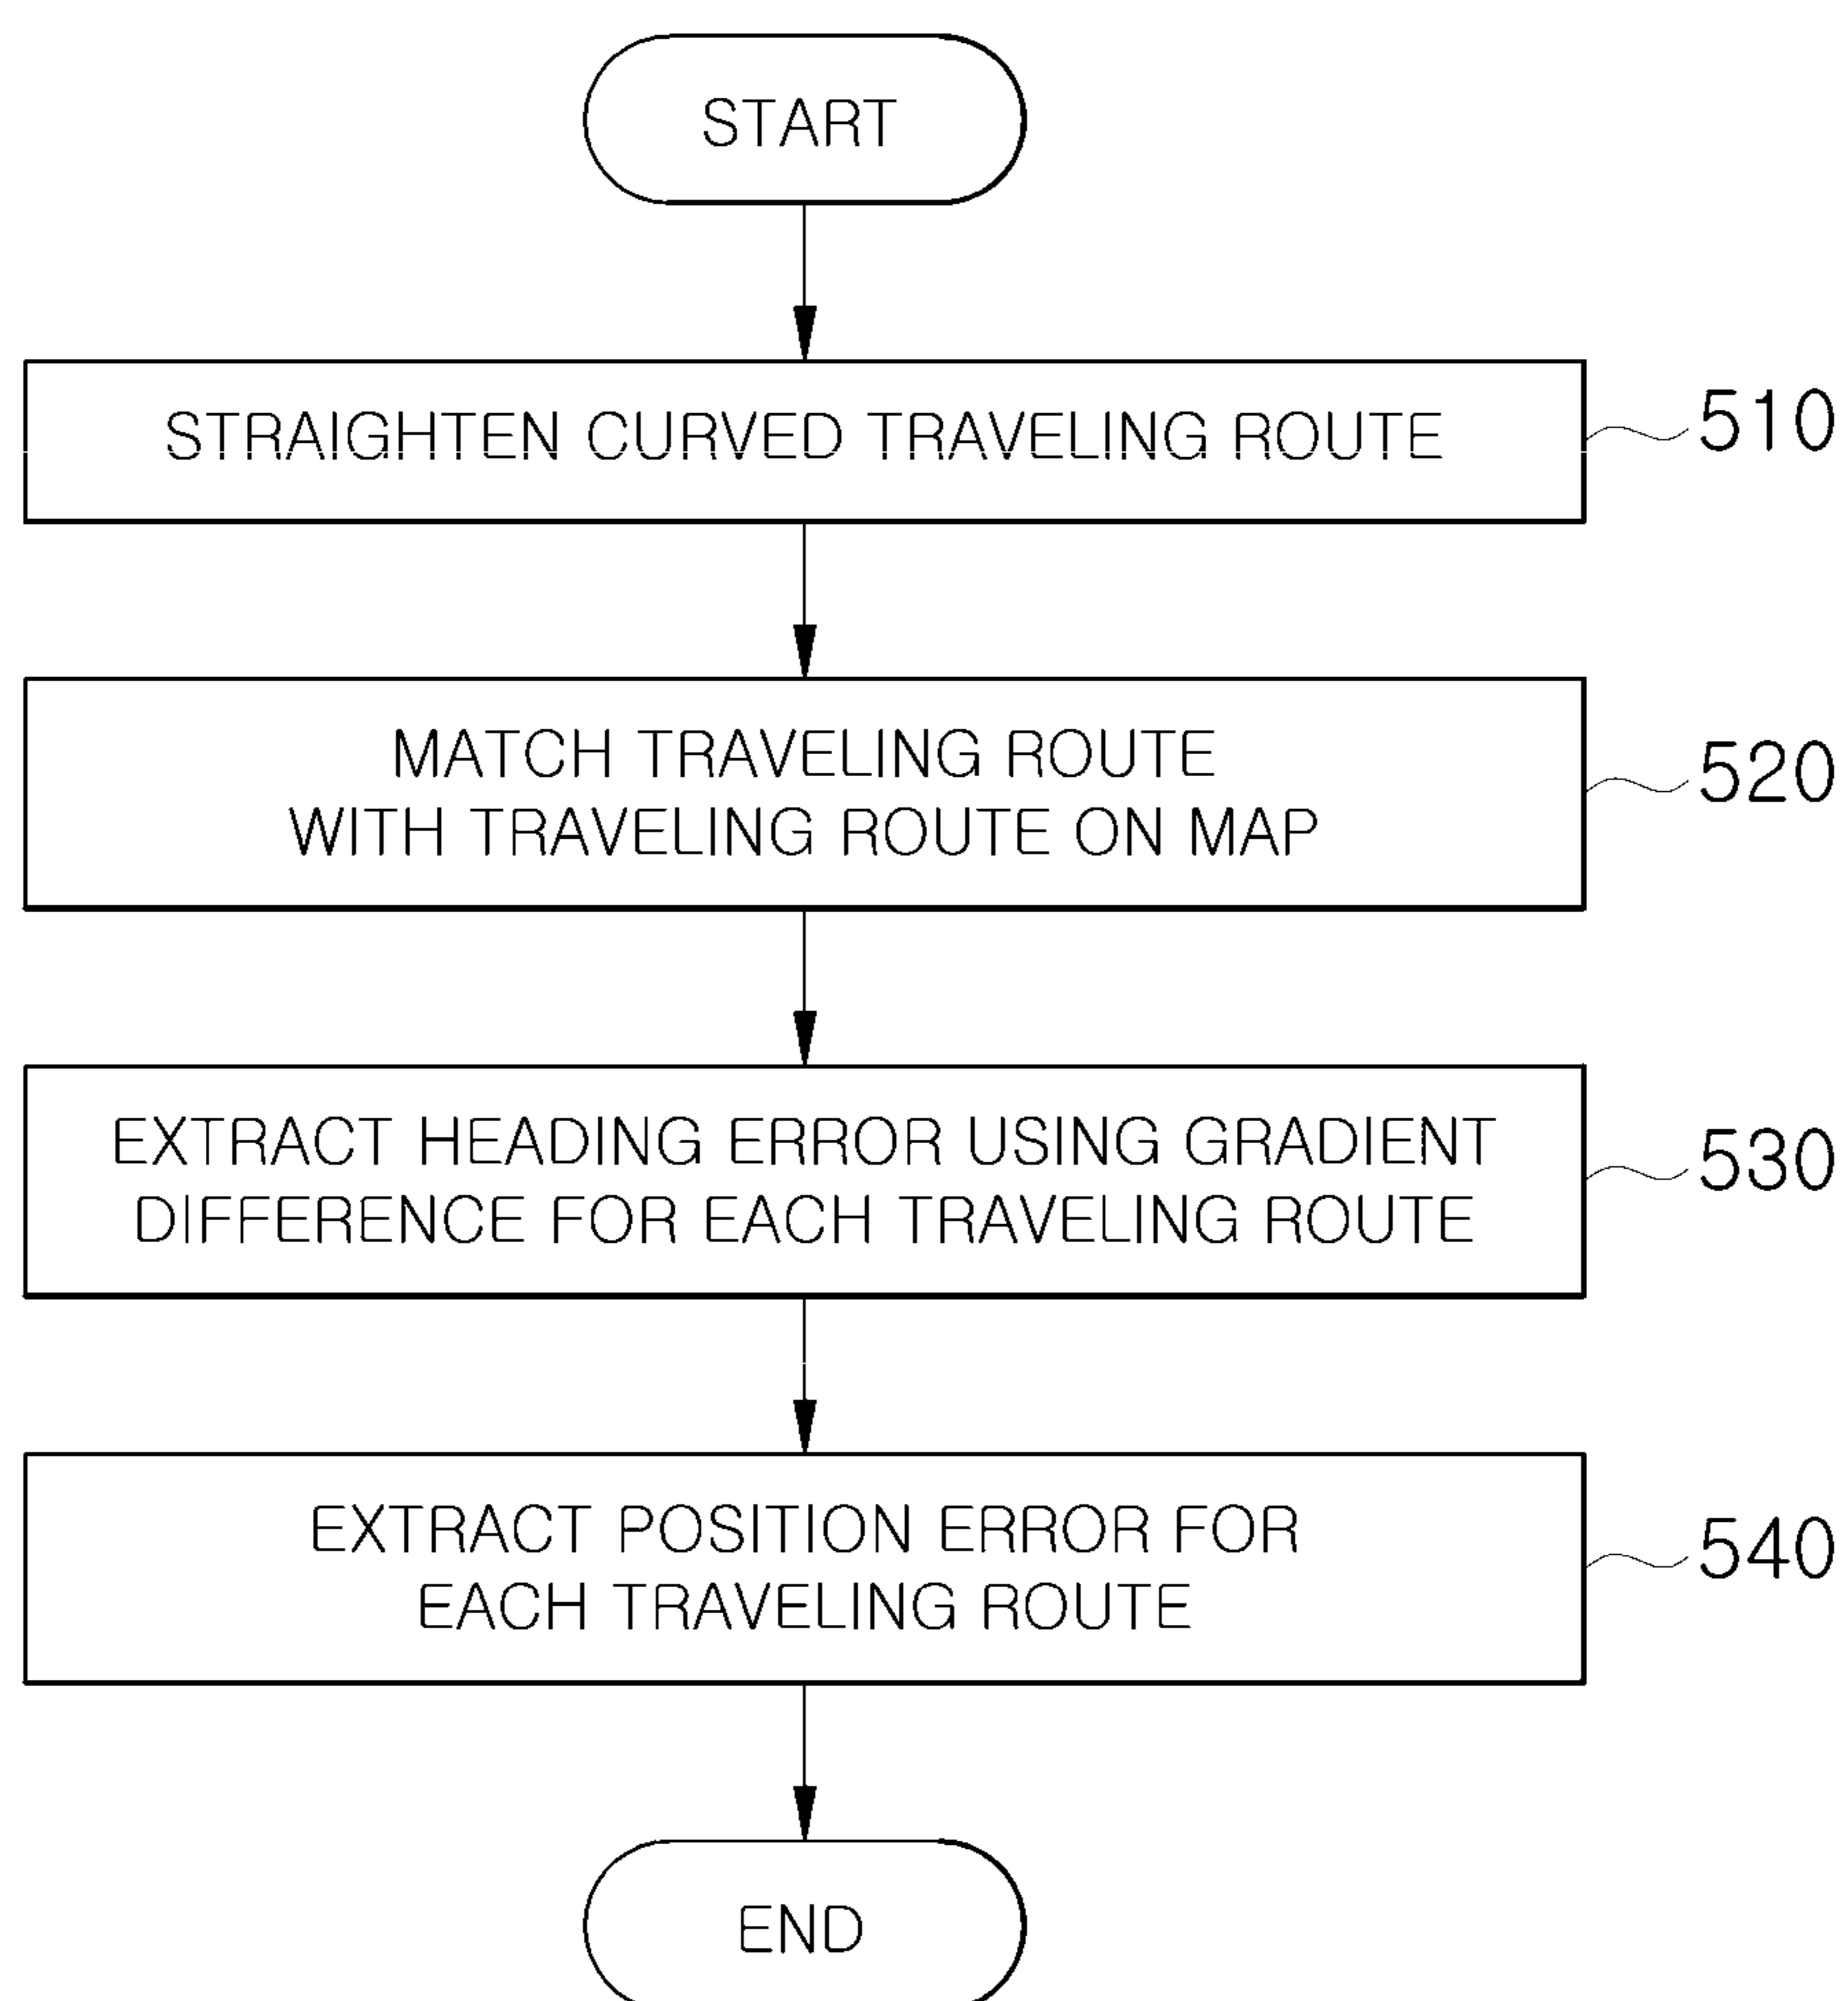 START
STRAIGHTEN CURVED TRAVELING ROUTE
510
MATCH TRAVELING ROUTE
WITH TRAVELING ROUTE ON MAP
520
EXTRACT HEADING ERROR USING GRADIENT
DIFFERENCE FOR EACH TRAVELING ROUTE
530
EXTRACT POSITION ERROR FOR
EACH TRAVELING ROUTE
540
END